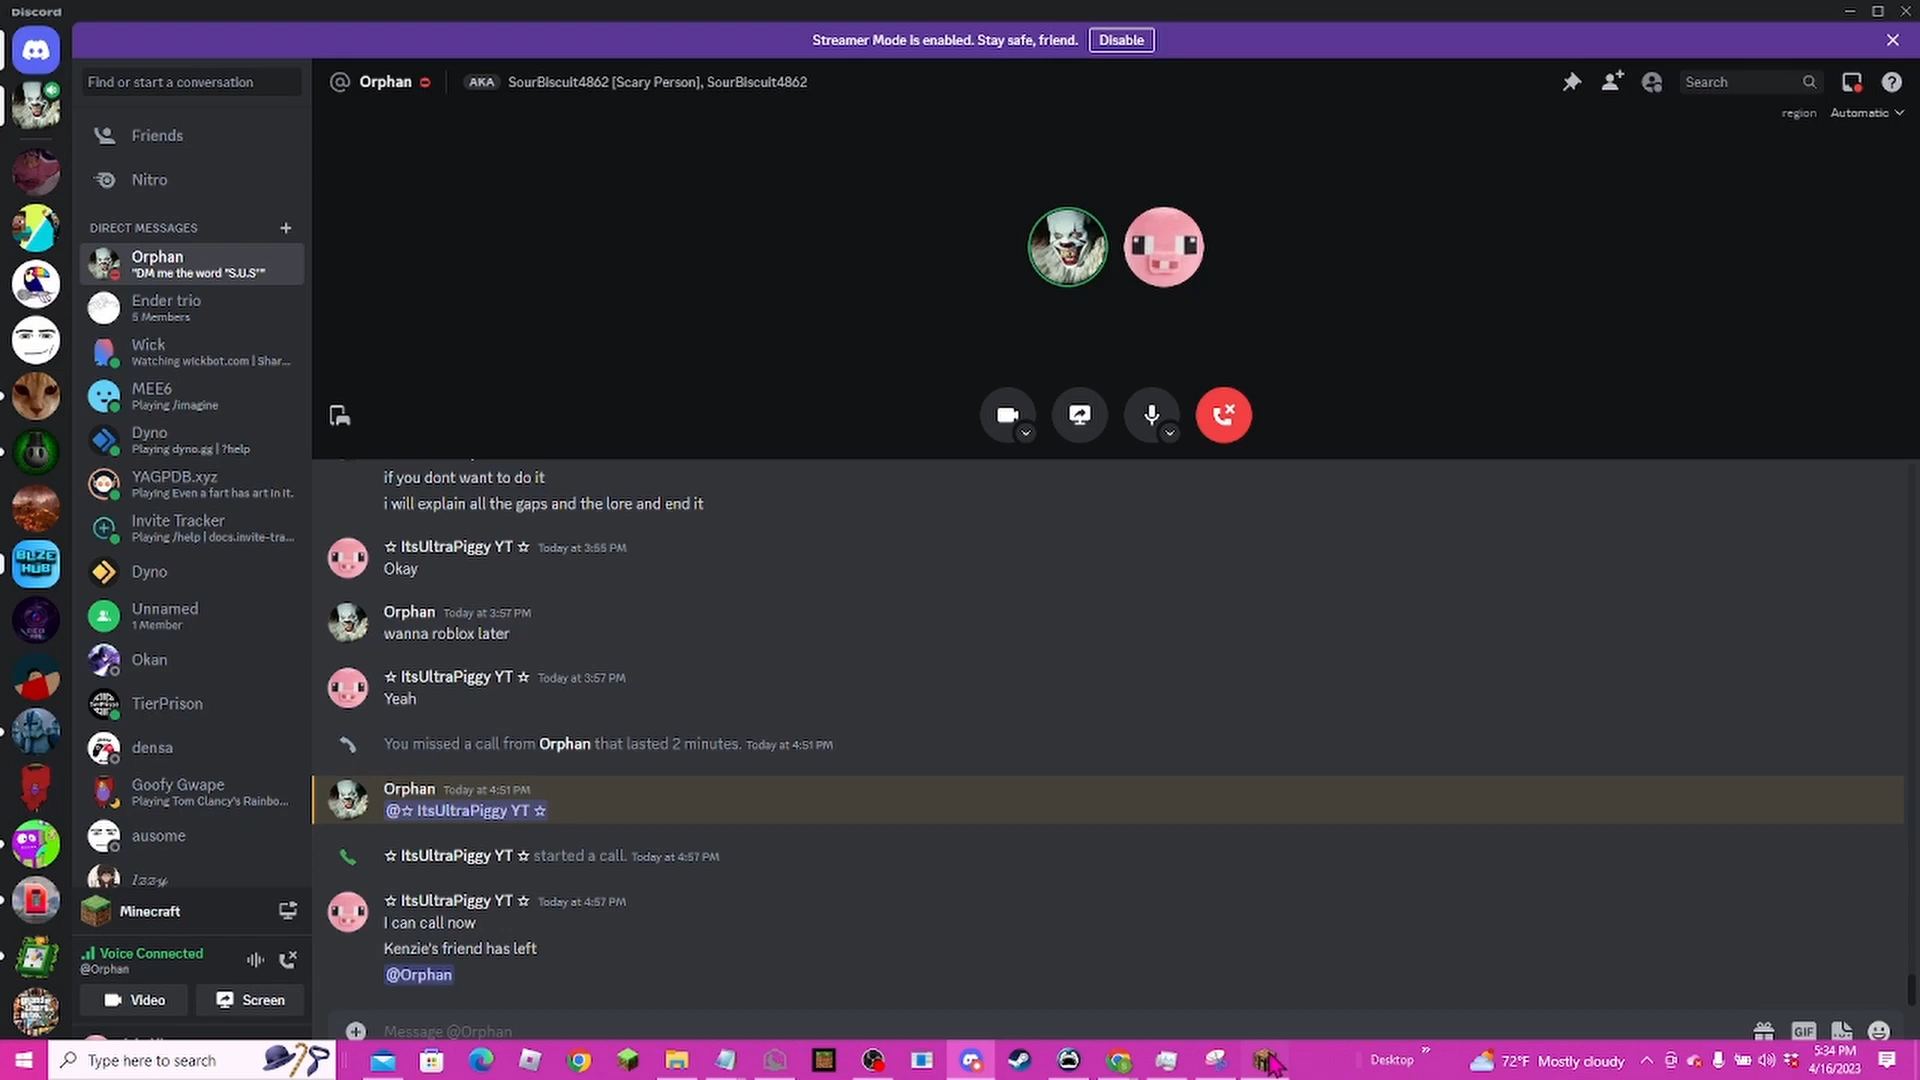 Discord
Streamer Mode is enabled. Stay safe, friend.
Disable
Find or start a conversation
Orphan
AKA
SourBiscuit4862 [Scary Person], SourBiscuit4862
Search
region
Automatic
Friends
Nitro
DIRECT MESSAGES
Orphan
"DM me the word "S.U.S""
Ender trio
5 Members
Wick
Watching wickbot.com | Shar...
MEE6
Playing /imagine
Dyno
Playing dyno.gg | ?help
YAGPDB.xyz
Playing Even a fart has art in it.
Invite Tracker
Playing /help | docs.invite-tra...
Dyno
Unnamed
1 Member
Okan
TierPrison
densa
Goofy Gwape
Playing Tom Clancy's Rainbo...
ausome
Izzy
Minecraft
Voice Connected
@Orphan
Video
Screen
BLZE
HUB
if you dont want to do it
i will explain all the gaps and the lore and end it
☆ ItsUltraPiggy YT ☆ Today at 3:55 PM
Okay
Orphan Today at 3:57 PM
wanna roblox later
☆ ItsUltraPiggy YT ☆ Today at 3:57 PM
Yeah
You missed a call from Orphan that lasted 2 minutes. Today at 4:51 PM
Orphan Today at 4:51 PM
@☆ ItsUltraPiggy YT ☆
☆ ItsUltraPiggy YT ☆ started a call. Today at 4:57 PM
☆ ItsUltraPiggy YT ☆ Today at 4:57 PM
I can call now
Kenzie's friend has left
@Orphan
Message @Orphan
GIF
Type here to search
Desktop
72°F Mostly cloudy
5:34 PM
4/16/2023